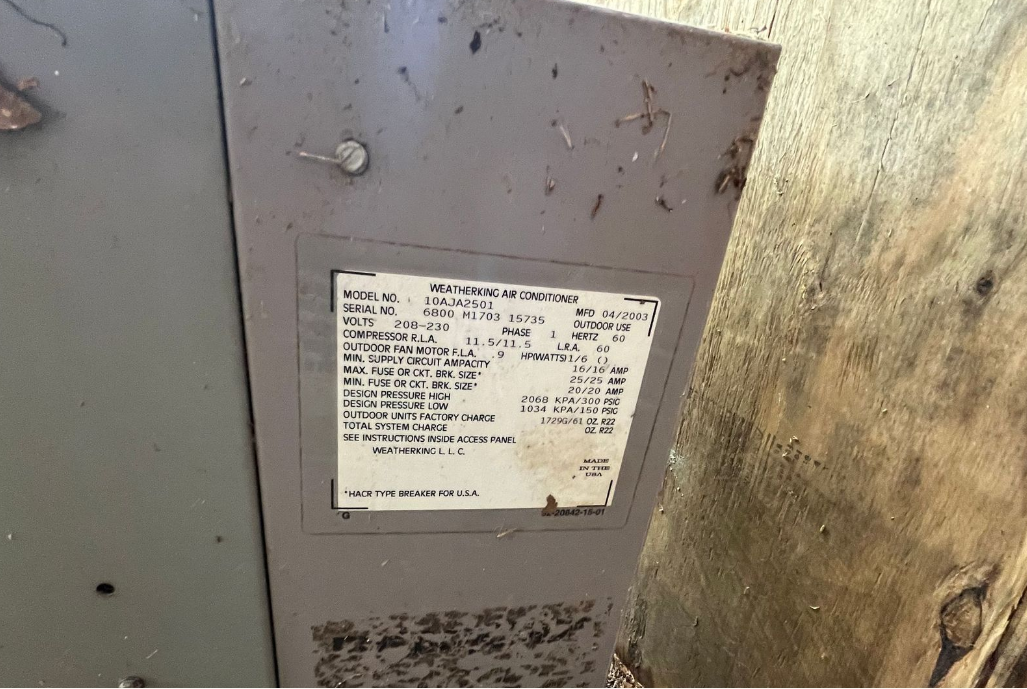 WEATHERKING AIR CONDITIONER
MODEL NO. 10AJA2501 MFD 04/2003
SERIAL NO. 6800 M1703 15735 OUTDOOR USE
VOLTS 208-230 PHASE 1 HERTZ 60
COMPRESSOR R.L.A. 11.5/11.5 L.R.A. 60
OUTDOOR FAN MOTOR F.L.A. .9 HP(WATTS)1/6 ()
MIN. SUPPLY CIRCUIT AMPACITY 16/16 AMP
MAX. FUSE OR CKT. BRK. SIZE* 25/25 AMP
MIN. FUSE OR CKT. BRK. SIZE* 20/20 AMP
DESIGN PRESSURE HIGH 2068 KPA/300 PSIG
DESIGN PRESSURE LOW 1034 KPA/150 PSIG
OUTDOOR UNITS FACTORY CHARGE 1729G/61 OZ. R22
TOTAL SYSTEM CHARGE OZ. R22
SEE INSTRUCTIONS INSIDE ACCESS PANEL
WEATHERKING L. L. C.
MADE
IN THE
USA
*HACR TYPE BREAKER FOR U.S.A.
G -20842-15-01